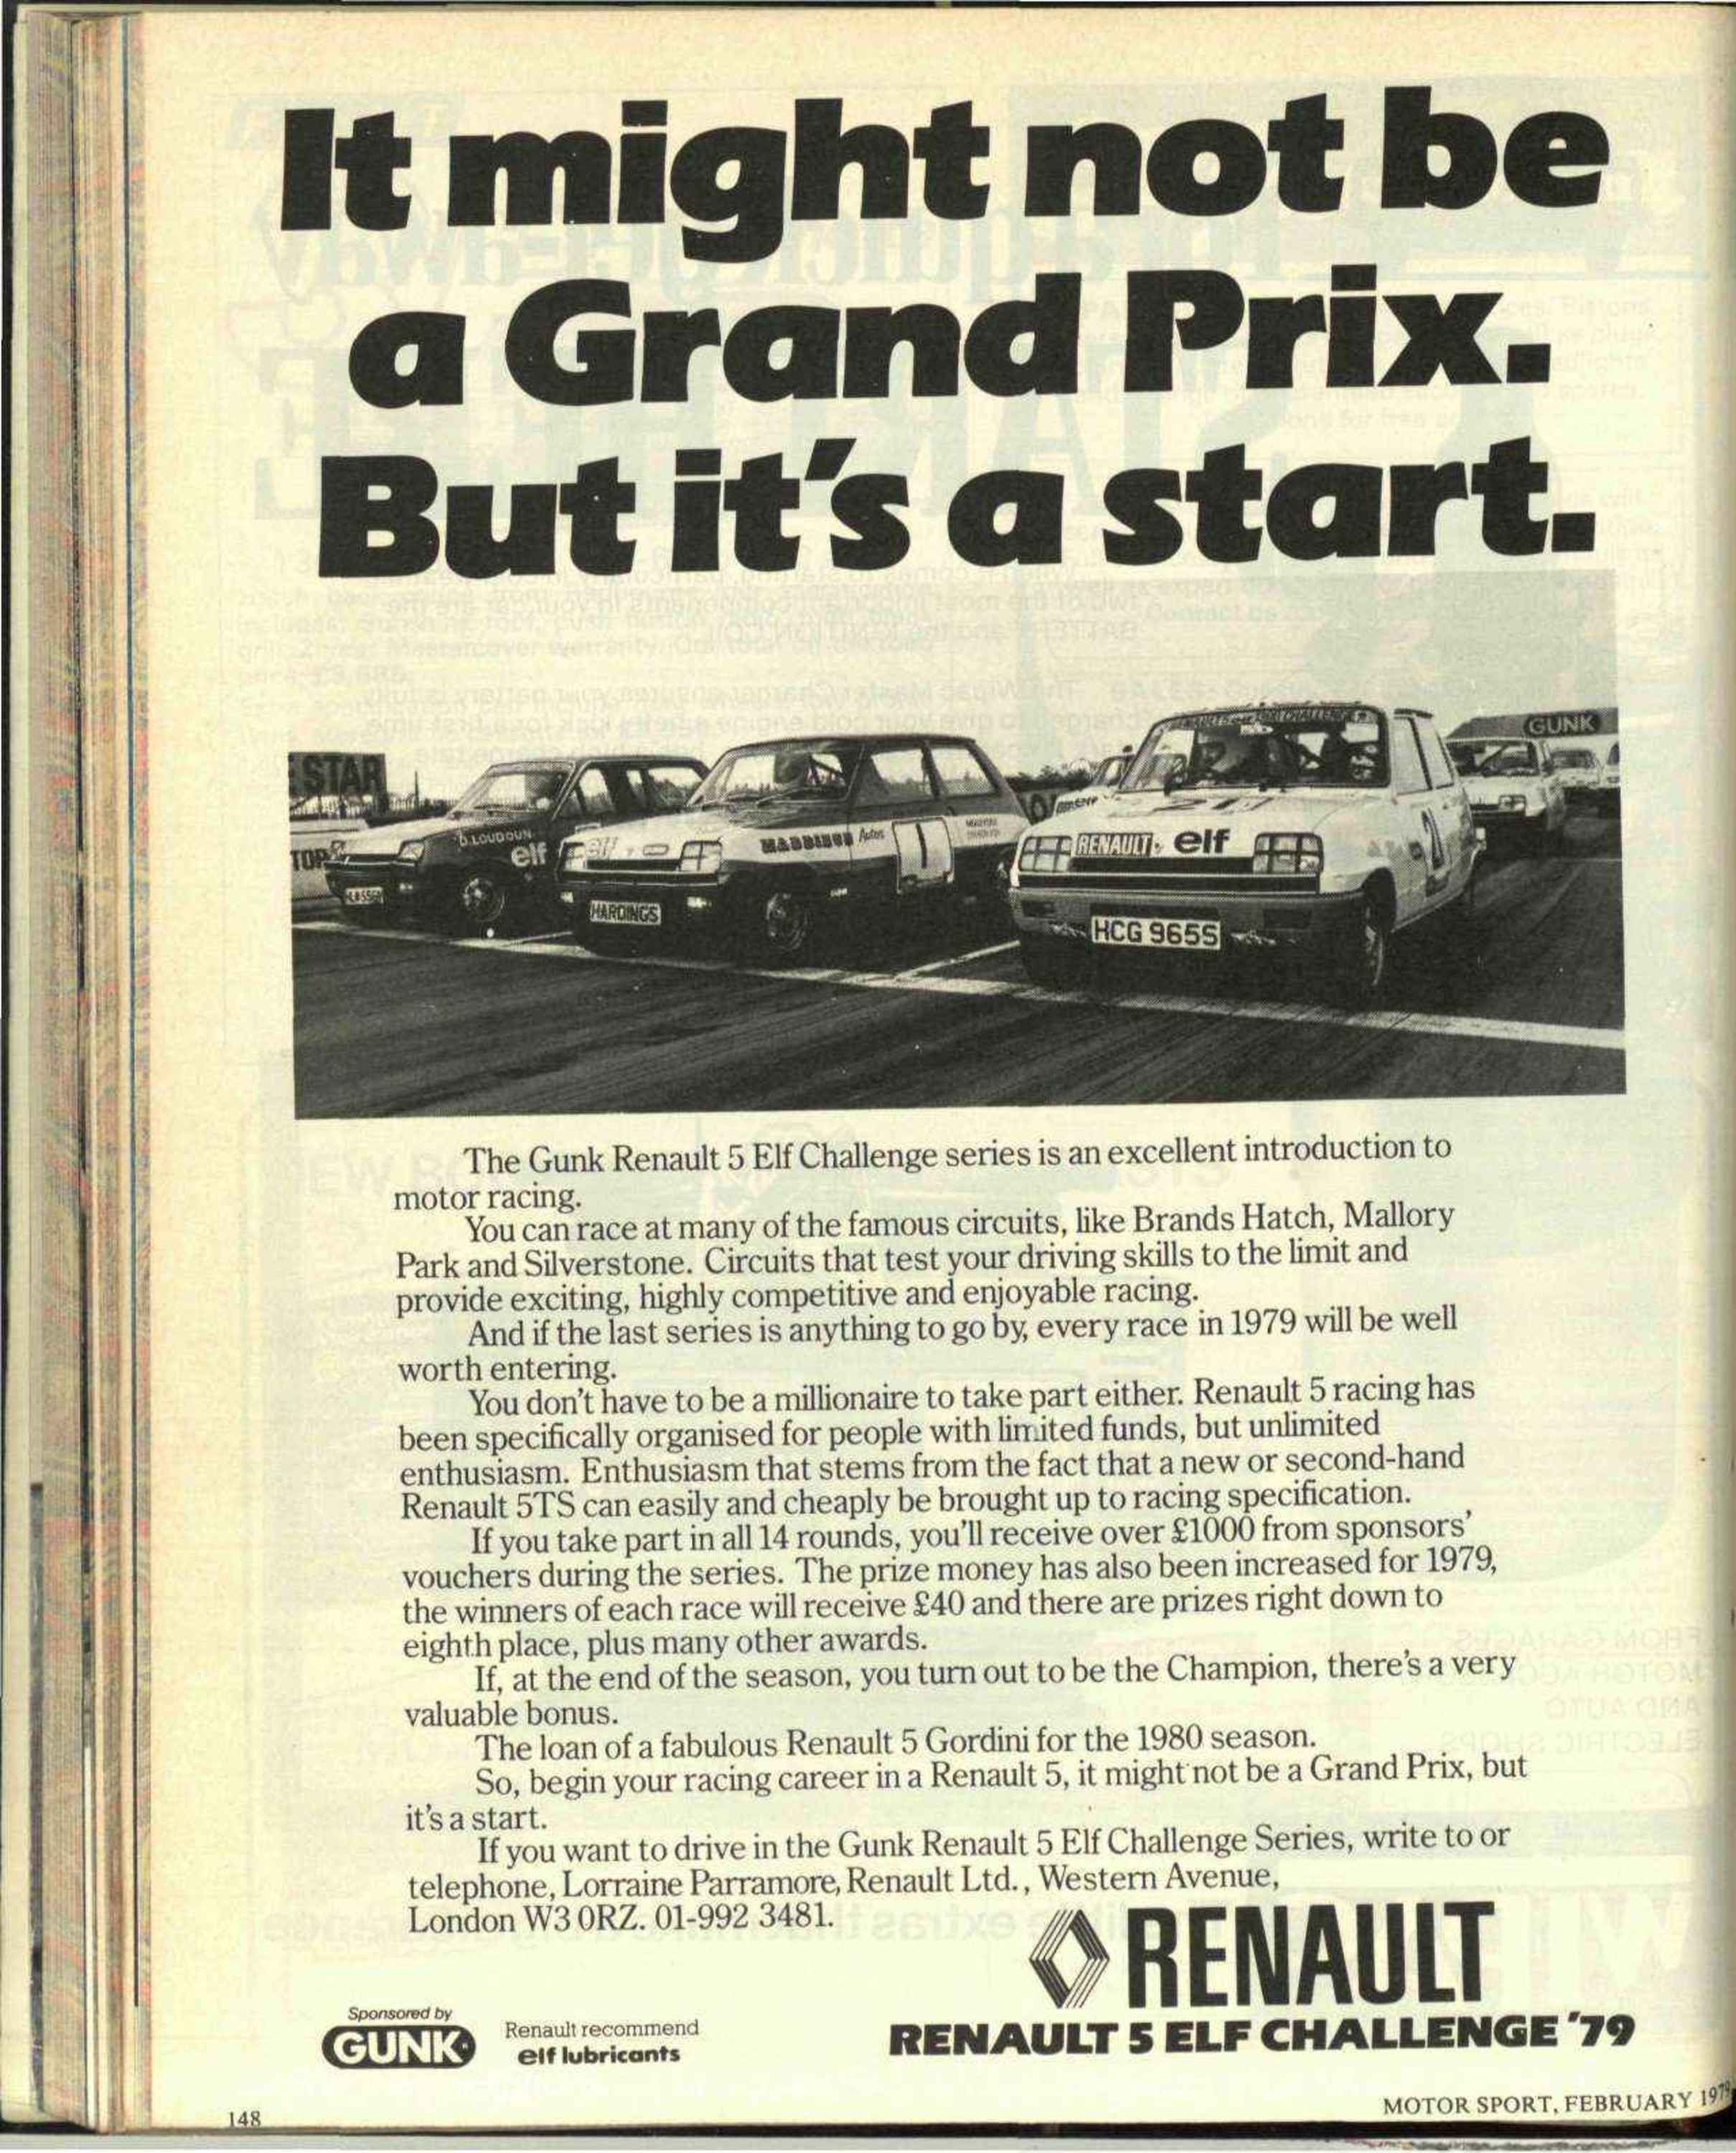 It might not be
a Grand Prix.
But it's a start.
STAR
GUNK
TOP
D. LOUDOUN
elf
elf
Autos
1
RENAULT elf
21
HARDINGS
HCG 965S
The Gunk Renault 5 Elf Challenge series is an excellent introduction to
motor racing.
You can race at many of the famous circuits, like Brands Hatch, Mallory
Park and Silverstone. Circuits that test your driving skills to the limit and
provide exciting, highly competitive and enjoyable racing.
And if the last series is anything to go by, every race in 1979 will be well
worth entering.
You don't have to be a millionaire to take part either. Renault 5 racing has
been specifically organised for people with limited funds, but unlimited
enthusiasm. Enthusiasm that stems from the fact that a new or second-hand
Renault 5TS can easily and cheaply be brought up to racing specification.
If you take part in all 14 rounds, you'll receive over £1000 from sponsors'
vouchers during the series. The prize money has also been increased for 1979,
the winners of each race will receive £40 and there are prizes right down to
eighth place, plus many other awards.
If, at the end of the season, you turn out to be the Champion, there's a very
valuable bonus.
The loan of a fabulous Renault 5 Gordini for the 1980 season.
So, begin your racing career in a Renault 5, it might not be a Grand Prix, but
it's a start.
If you want to drive in the Gunk Renault 5 Elf Challenge Series, write to or
telephone, Lorraine Parramore, Renault Ltd., Western Avenue,
London W3 0RZ. 01-992 3481.
RENAULT
RENAULT 5 ELF CHALLENGE '79
Sponsored by
GUNK
Renault recommend
elf lubricants
148
MOTOR SPORT, FEBRUARY 1979